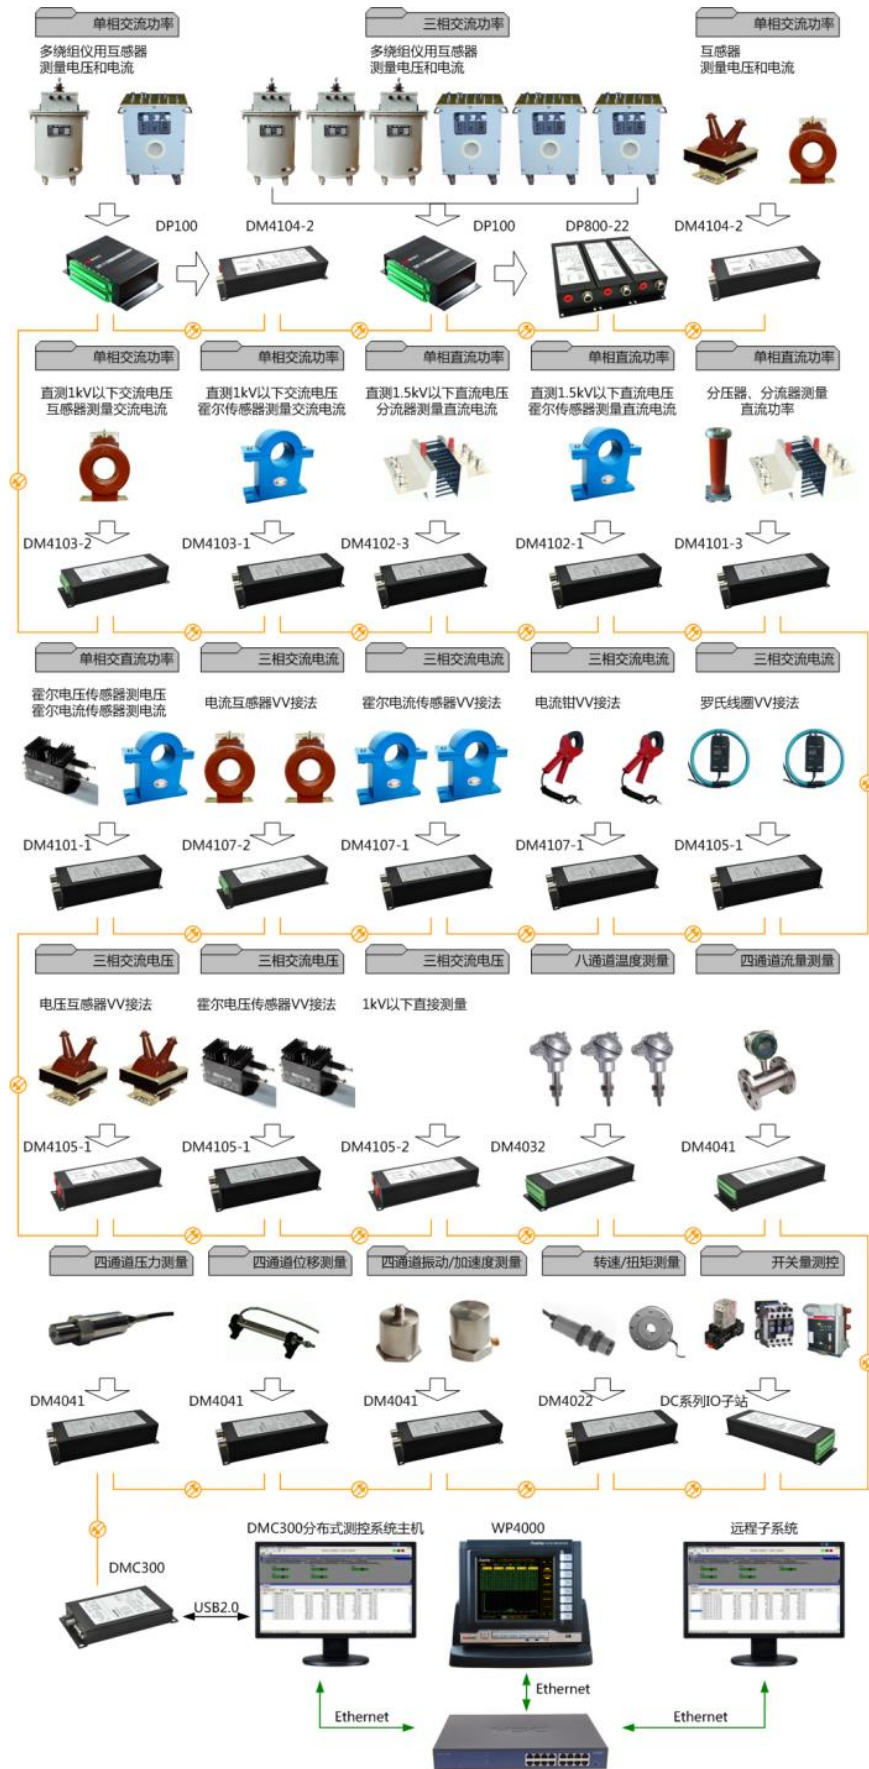 单相交流功率
三相交流功率
单相交流功率
多绕组仪用互感器
测量电压和电流
多绕组仪用互感器
测量电压和电流
互感器
测量电压和电流
DP100
DM4104-2
DP100
DP800-22
DM4104-2
单相交流功率
单相交流功率
单相直流功率
单相直流功率
单相直流功率
直测1kV以下交流电压
互感器测量交流电流
直测1kV以下交流电压
霍尔传感器测量交流电流
直测1.5kV以下直流电压
分流器测量直流电流
直测1.5kV以下直流电压
霍尔传感器测量直流电流
分压器、分流器测量
直流功率
DM4103-2
DM4103-1
DM4102-3
DM4102-1
DM4101-3
单相交直流功率
三相交流电流
三相交流电流
三相交流电流
三相交流电流
霍尔电压传感器测电压
霍尔电流传感器测电流
电流互感器VV接法
霍尔电流传感器VV接法
电流钳VV接法
罗氏线圈VV接法
DM4101-1
DM4107-2
DM4107-1
DM4107-1
DM4105-1
三相交流电压
三相交流电压
三相交流电压
八通道温度测量
四通道流量测量
电压互感器VV接法
霍尔电压传感器VV接法
1kV以下直接测量
DM4105-1
DM4105-1
DM4105-2
DM4032
DM4041
四通道压力测量
四通道位移测量
四通道振动/加速度测量
转速/扭矩测量
开关量测控
DM4041
DM4041
DM4041
DM4022
DC系列IO子站
DMC300分布式测控系统主机
WP4000
远程子系统
DMC300
USB2.0
Ethernet
Ethernet
Ethernet